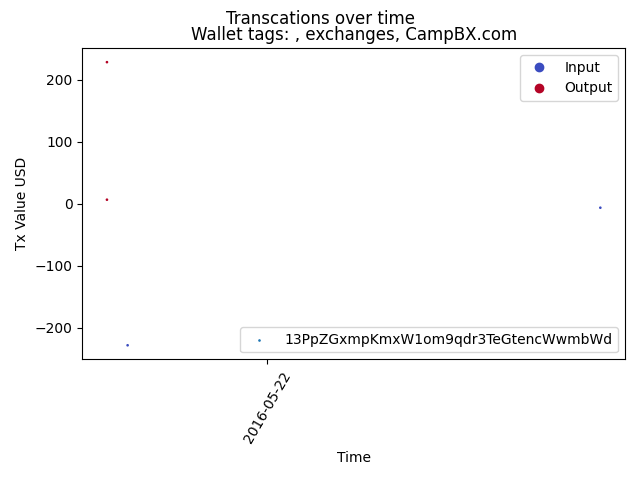 Transcations over time
Wallet tags: , exchanges, CampBX.com
Input
Output
Tx Value USD
200
100
0
−100
−200
13PpZGxmpKmxW1om9qdr3TeGtencWwmbWd
2016-05-22
Time